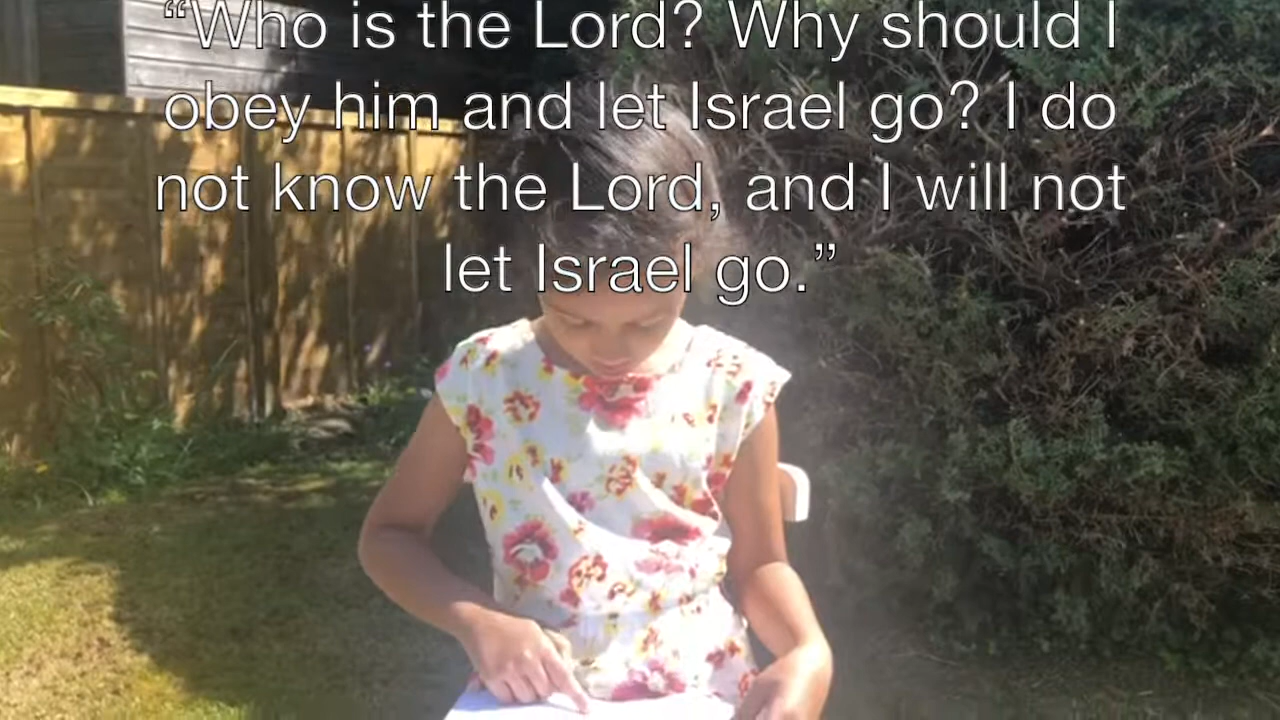 “Who is the Lord? Why should I
obey him and let Israel go? I do
not know the Lord, and I will not
let Israel go.”